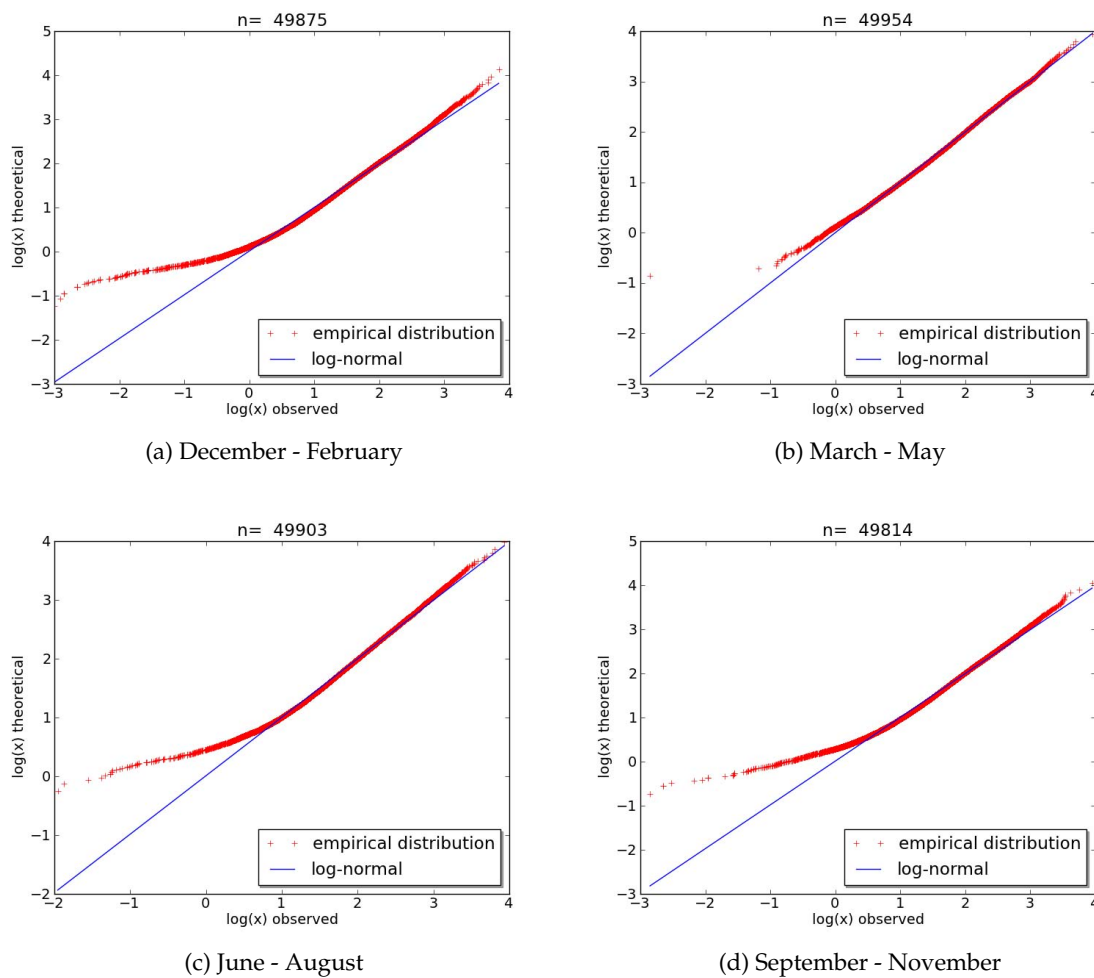 n= 49875
5
4
3
2
1
0
−1
−2
−3
log(x) theoretical
empirical distribution
log-normal
−3 −2 −1 0 1 2 3 4
log(x) observed
(a) December - February
n= 49954
4
3
2
1
0
−1
−2
−3
log(x) theoretical
empirical distribution
log-normal
−3 −2 −1 0 1 2 3 4
log(x) observed
(b) March - May
n= 49903
4
3
2
1
0
−1
−2
log(x) theoretical
empirical distribution
log-normal
−2 −1 0 1 2 3 4
log(x) observed
(c) June - August
n= 49814
5
4
3
2
1
0
−1
−2
−3
log(x) theoretical
empirical distribution
log-normal
−3 −2 −1 0 1 2 3 4
log(x) observed
(d) September - November